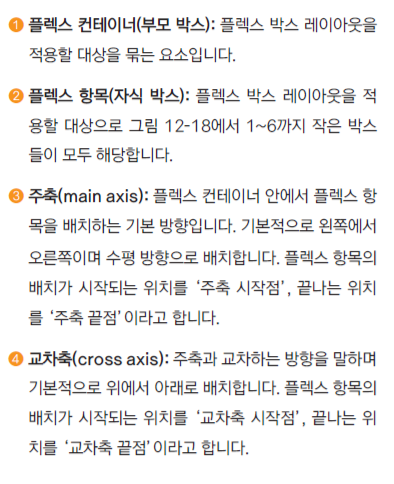 ① 플렉스 컨테이너(부모 박스): 플렉스 박스 레이아웃을
적용할 대상을 묶는 요소입니다.
② 플렉스 항목(자식 박스): 플렉스 박스 레이아웃을 적
용할 대상으로 그림 12-18에서 1~6까지 작은 박스
들이 모두 해당합니다.
③ 주축(main axis): 플렉스 컨테이너 안에서 플렉스 항
목을 배치하는 기본 방향입니다. 기본적으로 왼쪽에서
오른쪽이며 수평 방향으로 배치합니다. 플렉스 항목의
배치가 시작되는 위치를 ‘주축 시작점’, 끝나는 위치
를 ‘주축 끝점’이라고 합니다.
④ 교차축(cross axis): 주축과 교차하는 방향을 말하며
기본적으로 위에서 아래로 배치합니다. 플렉스 항목의
배치가 시작되는 위치를 ‘교차축 시작점’, 끝나는 위
치를 ‘교차축 끝점’이라고 합니다.